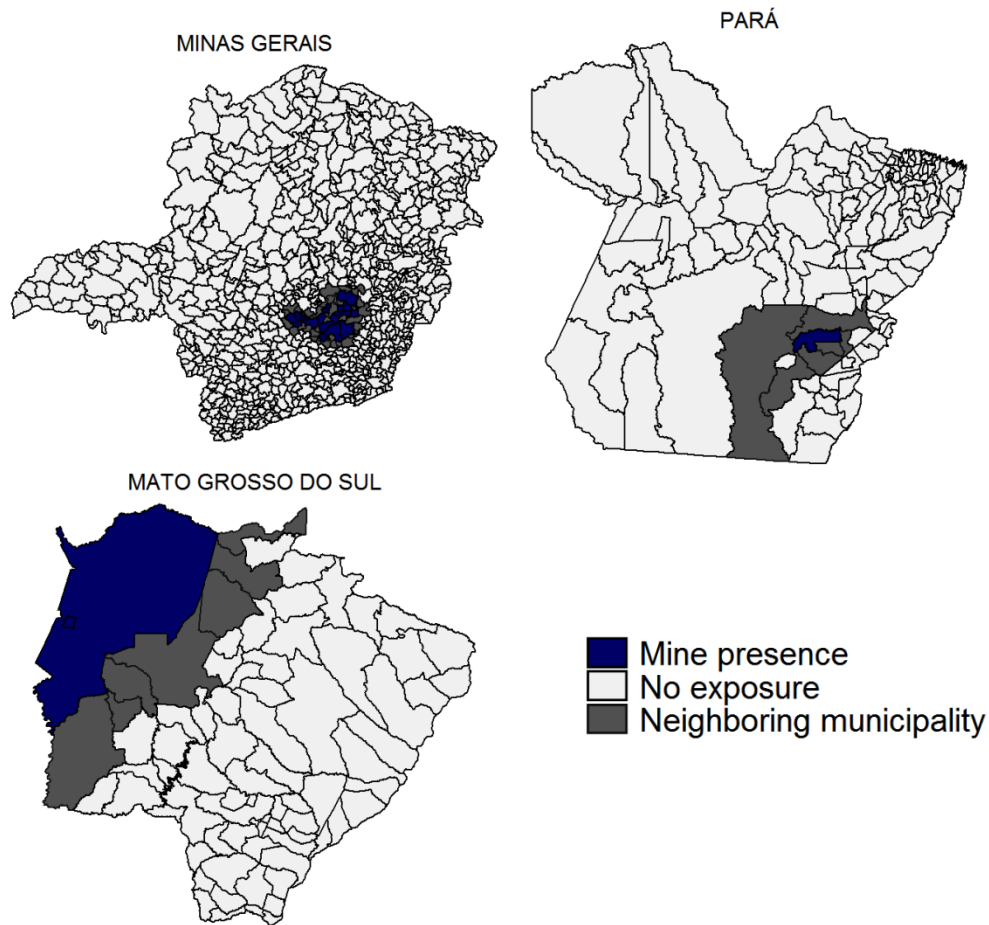 MINAS GERAIS
PARÁ
MATO GROSSO DO SUL
Mine presence
No exposure
Neighboring municipality